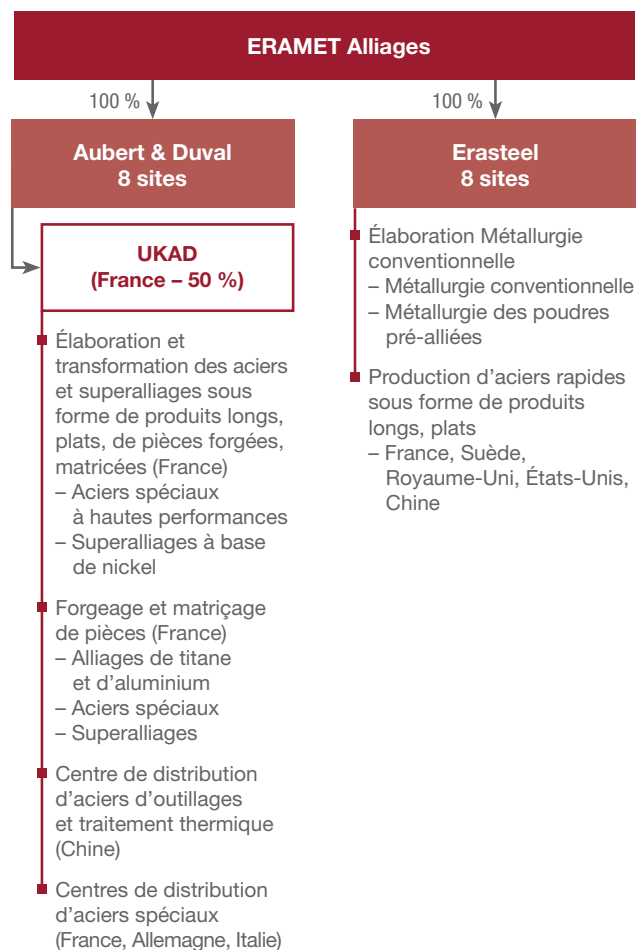 ERAMET Alliages
100 %
100 %
Aubert & Duval
8 sites
UKAD
(France – 50 %)
Élaboration et
transformation des aciers
et superalliages sous
forme de produits longs,
plats, de pièces forgées,
matricées (France)
– Aciers spéciaux
à hautes performances
– Superalliages à base
de nickel
Forgeage et matriçage
de pièces (France)
– Alliages de titane
et d’aluminium
– Aciers spéciaux
– Superalliages
Centre de distribution
d’aciers d’outillages
et traitement thermique
(Chine)
Centres de distribution
d’aciers spéciaux
(France, Allemagne, Italie)
Erasteel
8 sites
Élaboration Métallurgie
conventionnelle
– Métallurgie conventionnelle
– Métallurgie des poudres
pré-alliées
Production d’aciers rapides
sous forme de produits
longs, plats
– France, Suède,
Royaume-Uni, États-Unis,
Chine